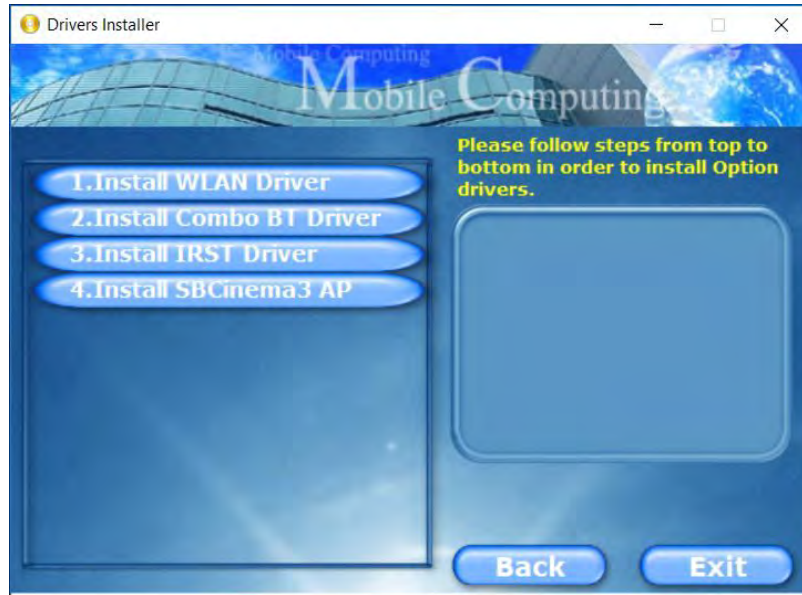 Drivers Installer
Mobile Computing
Mobile Computing
Please follow steps from top to
bottom in order to install Option
drivers.
1.Install WLAN Driver
2.Install Combo BT Driver
3.Install IRST Driver
4.Install SBCinema3 AP
Back
Exit